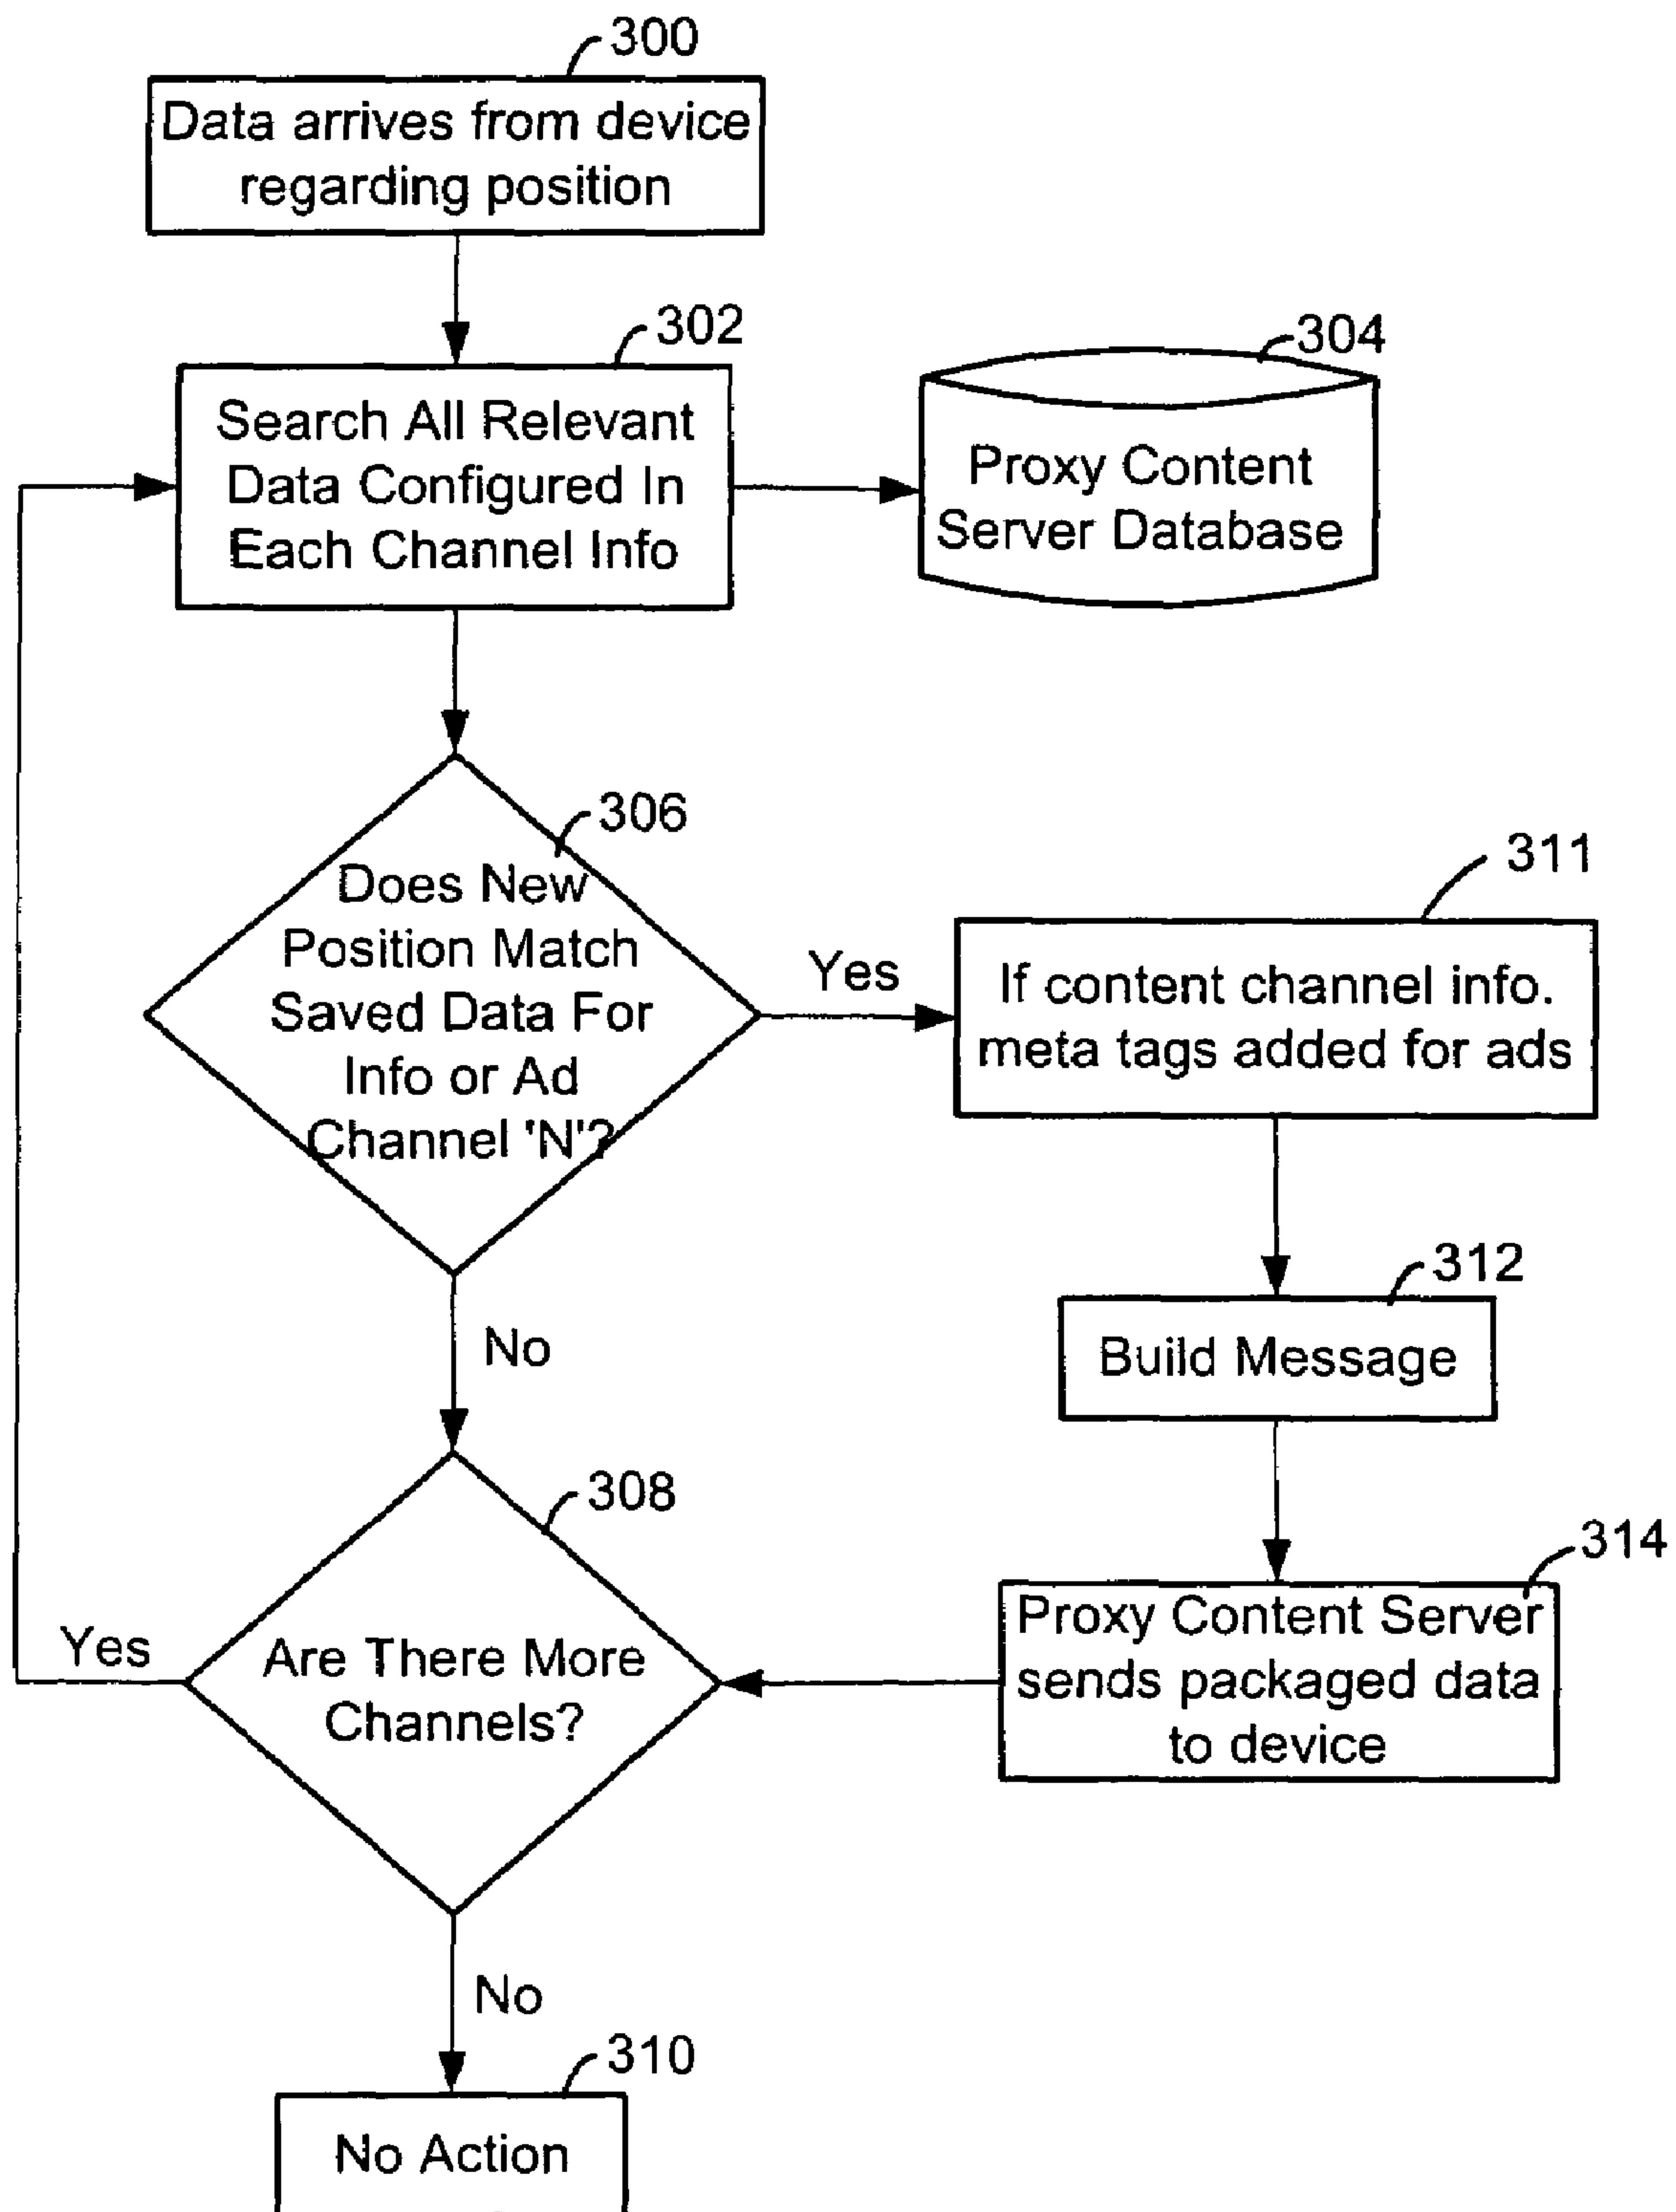 300
Data arrives from device
regarding position
302
Search All Relevant
Data Configured In
Each Channel Info
304
Proxy Content
Server Database
306
Does New
Position Match
Saved Data For
Info or Ad
Channel 'N'?
Yes
311
If content channel info.
meta tags added for ads
No
312
Build Message
308
Are There More
Channels?
Yes
314
Proxy Content Server
sends packaged data
to device
No
310
No Action